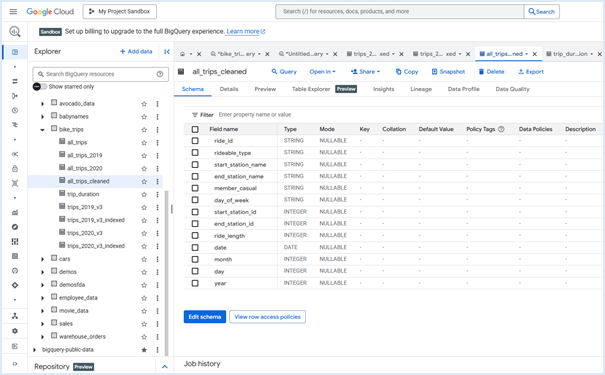 Google Cloud
My Project Sandbox
Search (/) for resources, docs, products, and more
Search
Sandbox Set up billing to upgrade to the full BigQuery experience. Learn more
Explorer
+ Add data
Search BigQuery resources
Show starred only
avocado_data
babynames
bike_trips
all_trips
all_trips_2019
all_trips_2020
all_trips_cleaned
trip_duration
trips_2019_v3
trips_2019_v3_indexed
trips_2020_v3
trips_2020_v3_indexed
cars
demos
demosfda
employee_data
movie_data
sales
warehouse_orders
bigquery-public-data
Repository Preview
*bike_tri... ery
*Untitled...ery
trips_2... xed
trips_2... xed
all_trips...ned
trip_dur...ion
all_trips_cleaned
Query Open in Share Copy Snapshot Delete Export
Schema Details Preview Table Explorer Preview Insights Lineage Data Profile Data Quality
Filter Enter property name or value
Field name Type Mode Key Collation Default Value Policy Tags Data Policies Description
ride_id STRING NULLABLE - - - - - -
rideable_type STRING NULLABLE - - - - - -
start_station_name STRING NULLABLE - - - - - -
end_station_name STRING NULLABLE - - - - - -
member_casual STRING NULLABLE - - - - - -
day_of_week STRING NULLABLE - - - - - -
start_station_id INTEGER NULLABLE - - - - - -
end_station_id INTEGER NULLABLE - - - - - -
ride_length INTEGER NULLABLE - - - - - -
date DATE NULLABLE - - - - - -
month INTEGER NULLABLE - - - - - -
day INTEGER NULLABLE - - - - - -
year INTEGER NULLABLE - - - - - -
Edit schema
View row access policies
Job history